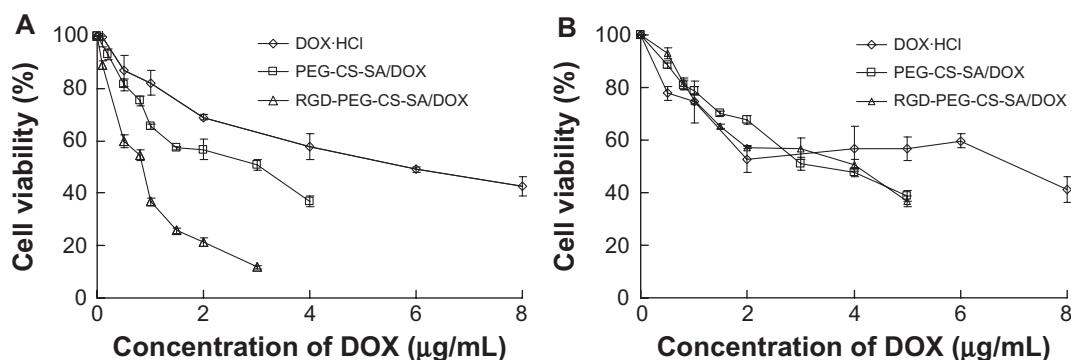 A
Cell viability (%)
100
80
60
40
20
0
DOX·HCl
PEG-CS-SA/DOX
RGD-PEG-CS-SA/DOX
0 2 4 6 8
Concentration of DOX (µg/mL)
B
Cell viability (%)
100
80
60
40
20
0
DOX·HCl
PEG-CS-SA/DOX
RGD-PEG-CS-SA/DOX
0 2 4 6 8
Concentration of DOX (µg/mL)